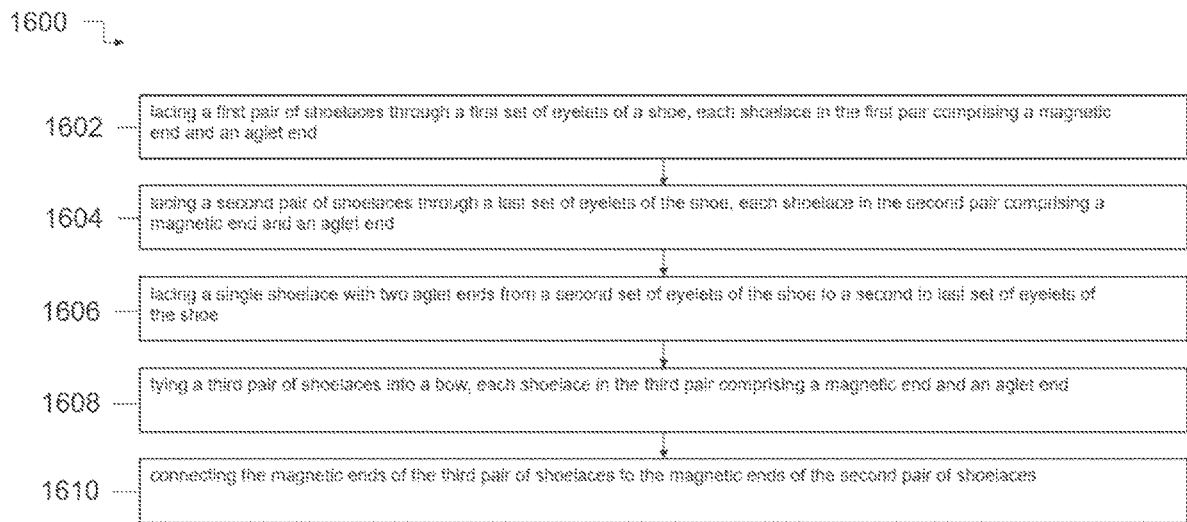 1600
1602
lacing a first pair of shoelaces through a first set of eyelets of a shoe, each shoelace in the first pair comprising a magnetic
end and an aglet end
1604
lacing a second pair of shoelaces through a last set of eyelets of the shoe, each shoelace in the second pair comprising a
magnetic end and an aglet end
1606
lacing a single shoelace with two aglet ends from a second set of eyelets of the shoe to a second to last set of eyelets of
the shoe
1608
tying a third pair of shoelaces into a bow, each shoelace in the third pair comprising a magnetic end and an aglet end
1610
connecting the magnetic ends of the third pair of shoelaces to the magnetic ends of the second pair of shoelaces